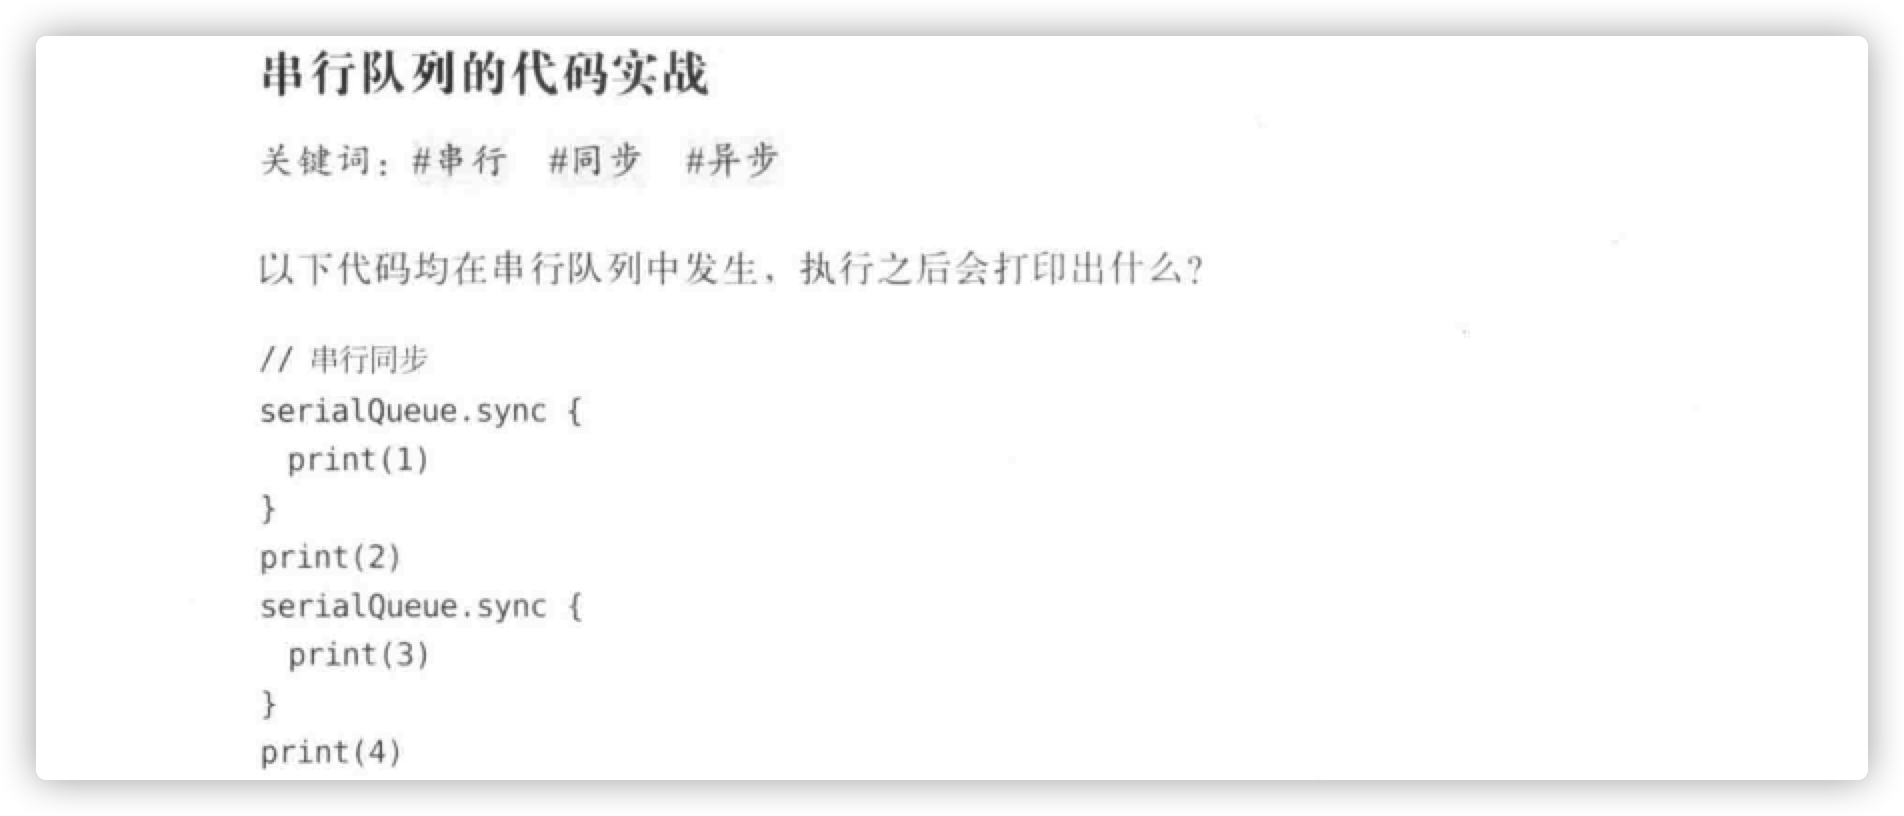 串行队列的代码实战
关键词：#串行 #同步 #异步
以下代码均在串行队列中发生，执行之后会打印出什么？
// 串行同步
serialQueue.sync {
  print(1)
}
print(2)
serialQueue.sync {
  print(3)
}
print(4)